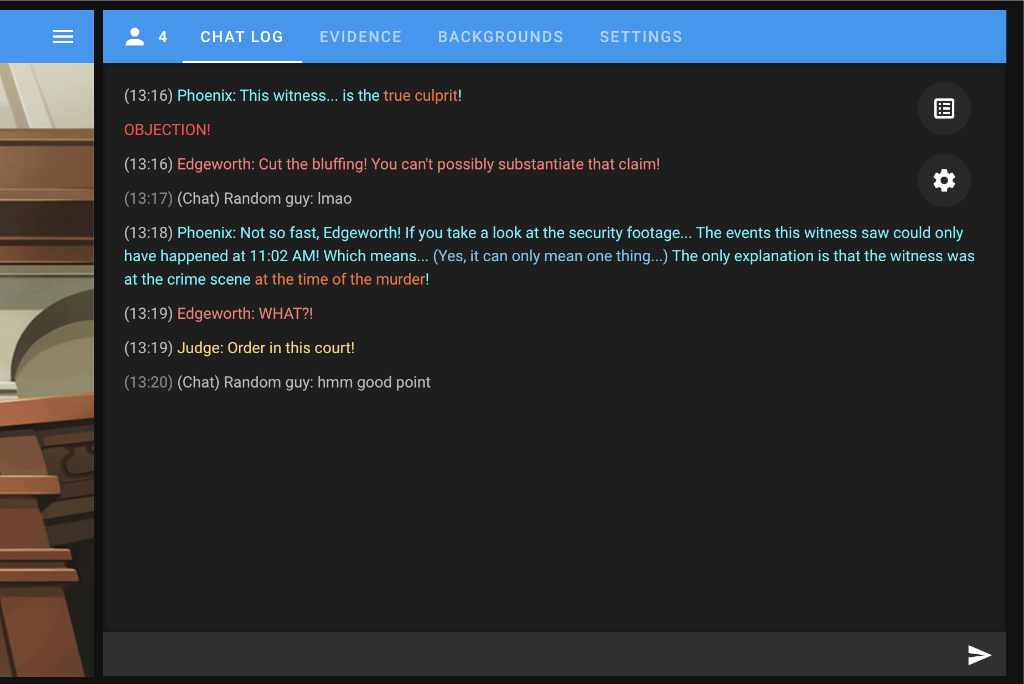 4 CHAT LOG EVIDENCE BACKGROUNDS SETTINGS
(13:16) Phoenix: This witness... is the true culprit!
OBJECTION!
(13:16) Edgeworth: Cut the bluffing! You can't possibly substantiate that claim!
(13:17) (Chat) Random guy: lmao
(13:18) Phoenix: Not so fast, Edgeworth! If you take a look at the security footage... The events this witness saw could only
have happened at 11:02 AM! Which means... (Yes, it can only mean one thing...) The only explanation is that the witness was
at the crime scene at the time of the murder!
(13:19) Edgeworth: WHAT?!
(13:19) Judge: Order in this court!
(13:20) (Chat) Random guy: hmm good point